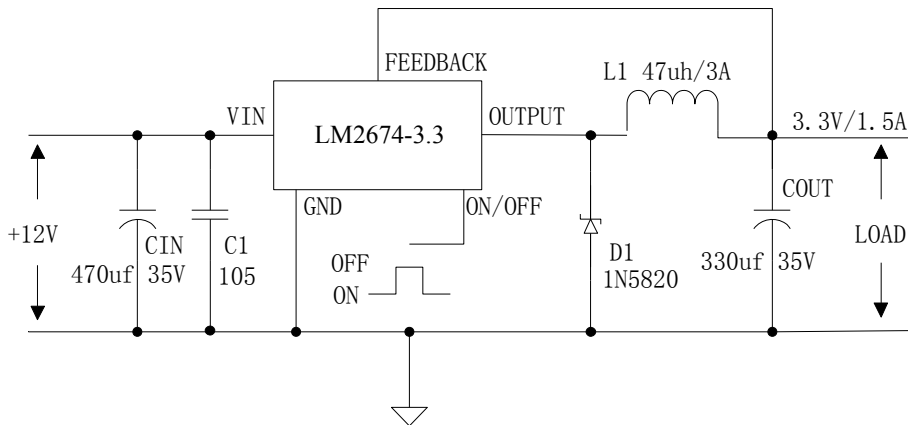 FEEDBACK
L1 47uh/3A
VIN
LM2674-3.3
OUTPUT
3.3V/1.5A
GND
ON/OFF
COUT
+12V
CIN
C1
OFF
D1
LOAD
470uf 35V
105
ON
1N5820
330uf 35V